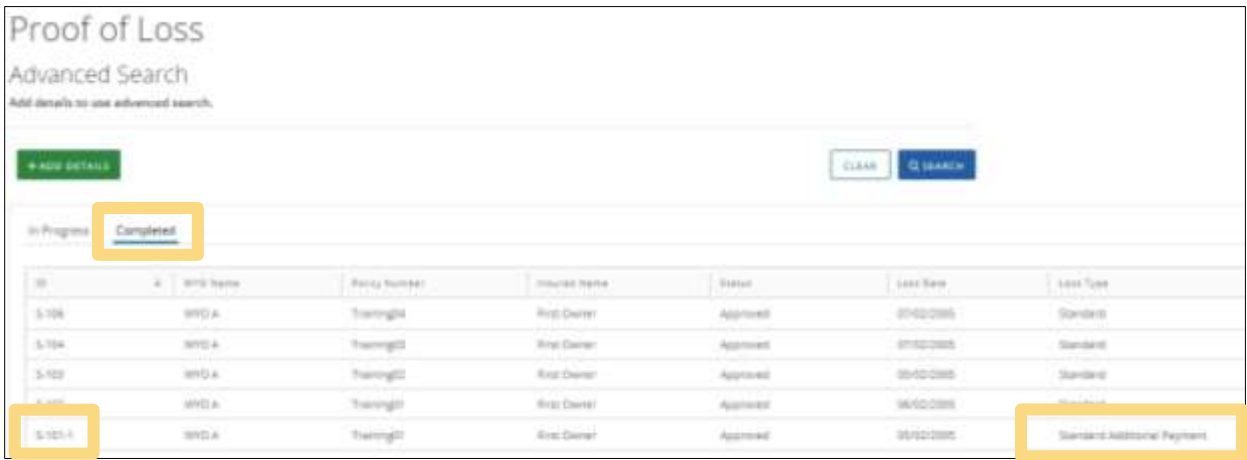 Proof of Loss
Advanced Search
Add details to use advanced search.
+ ADD DETAILS
CLEAR
SEARCH
In Progress Completed
ID WYO Name Policy Number Insured Name Status Loss Date Loss Type
S-106 WYO A Training04 First Owner Approved Standard
S-104 WYO A Training03 First Owner Approved Standard
WYO A Training02 First Owner Approved Standard
WYO A Training01 First Owner Approved Standard
S-101-1 WYO A Training01 First Owner Approved Standard Additional Payment